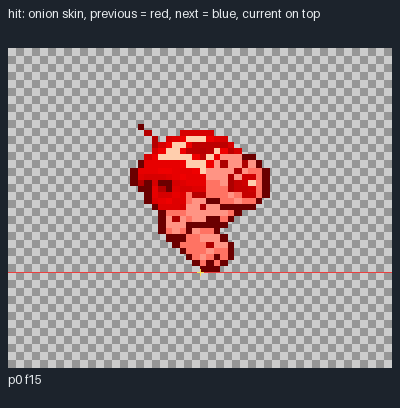 hit: onion skin, previous = red, next = blue, current on top
p0 f15